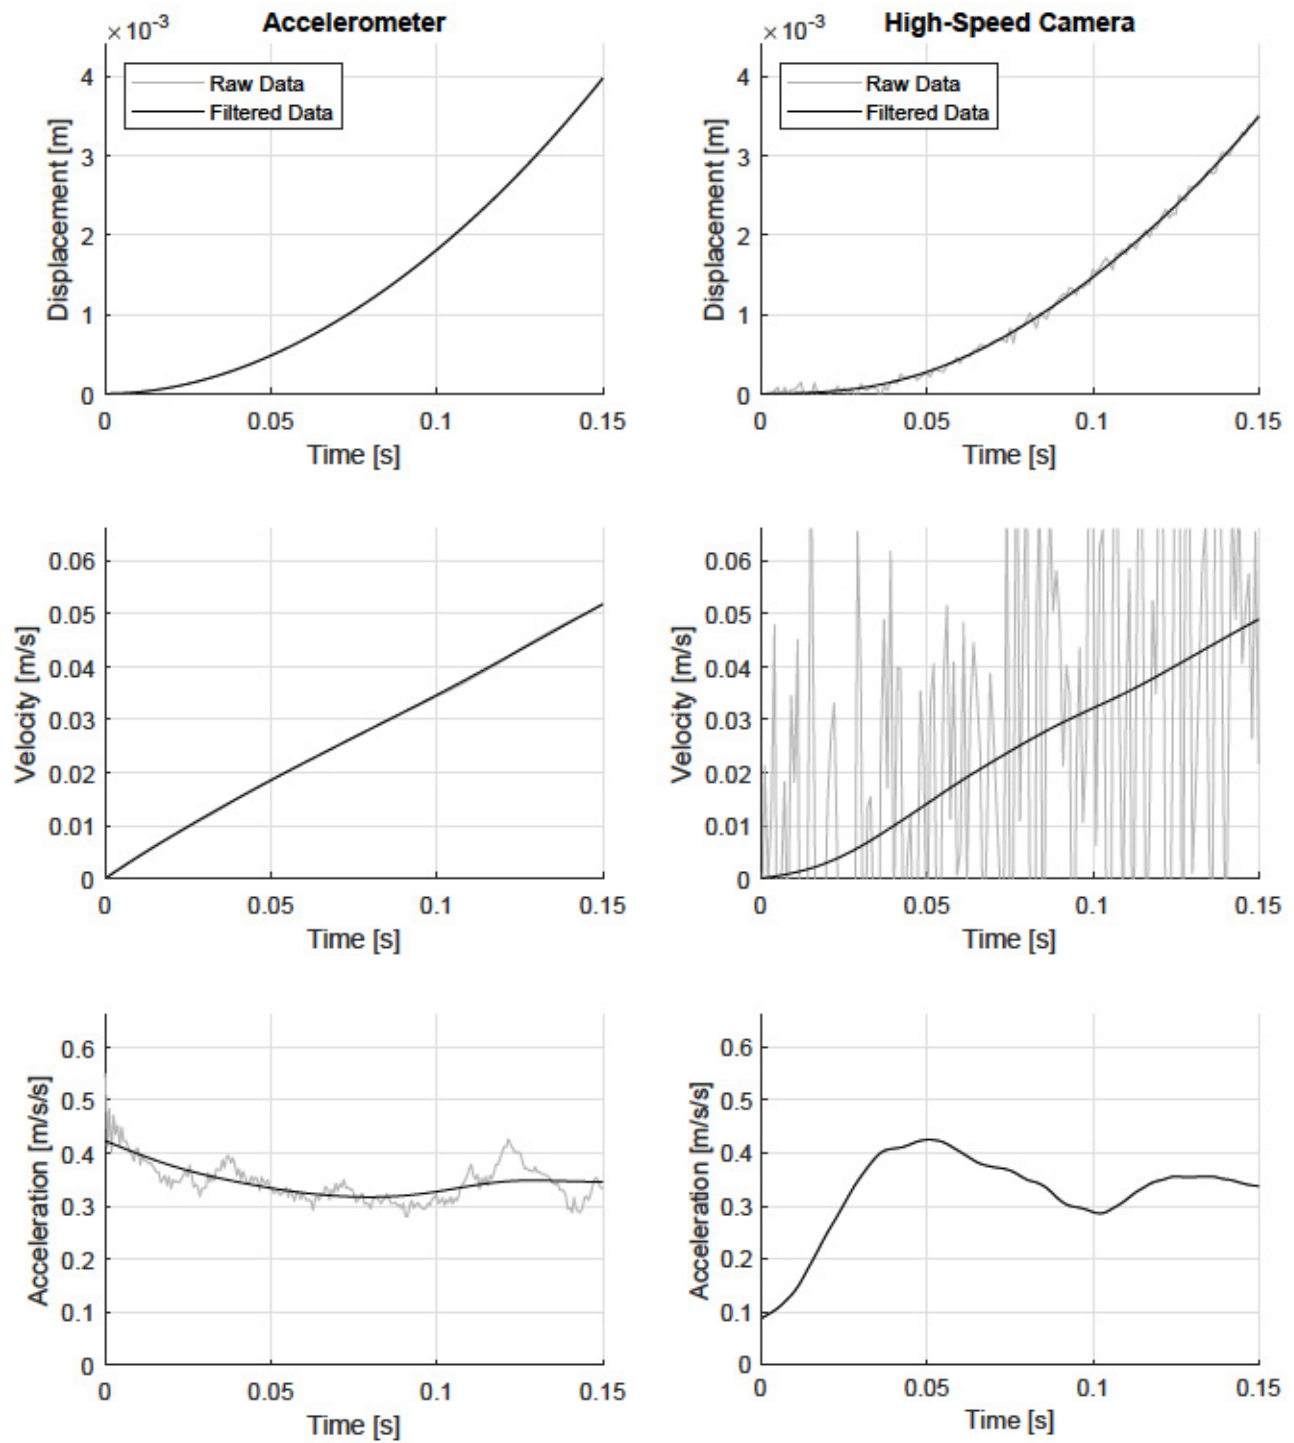 Accelerometer
×10⁻³
Raw Data
Filtered Data
Displacement [m]
4
3
2
1
0
0 0.05 0.1 0.15
Time [s]
High-Speed Camera
×10⁻³
Raw Data
Filtered Data
Displacement [m]
4
3
2
1
0
0 0.05 0.1 0.15
Time [s]
Velocity [m/s]
0.06
0.05
0.04
0.03
0.02
0.01
0
0 0.05 0.1 0.15
Time [s]
Velocity [m/s]
0.06
0.05
0.04
0.03
0.02
0.01
0
0 0.05 0.1 0.15
Time [s]
Acceleration [m/s/s]
0.6
0.5
0.4
0.3
0.2
0.1
0
0 0.05 0.1 0.15
Time [s]
Acceleration [m/s/s]
0.6
0.5
0.4
0.3
0.2
0.1
0
0 0.05 0.1 0.15
Time [s]